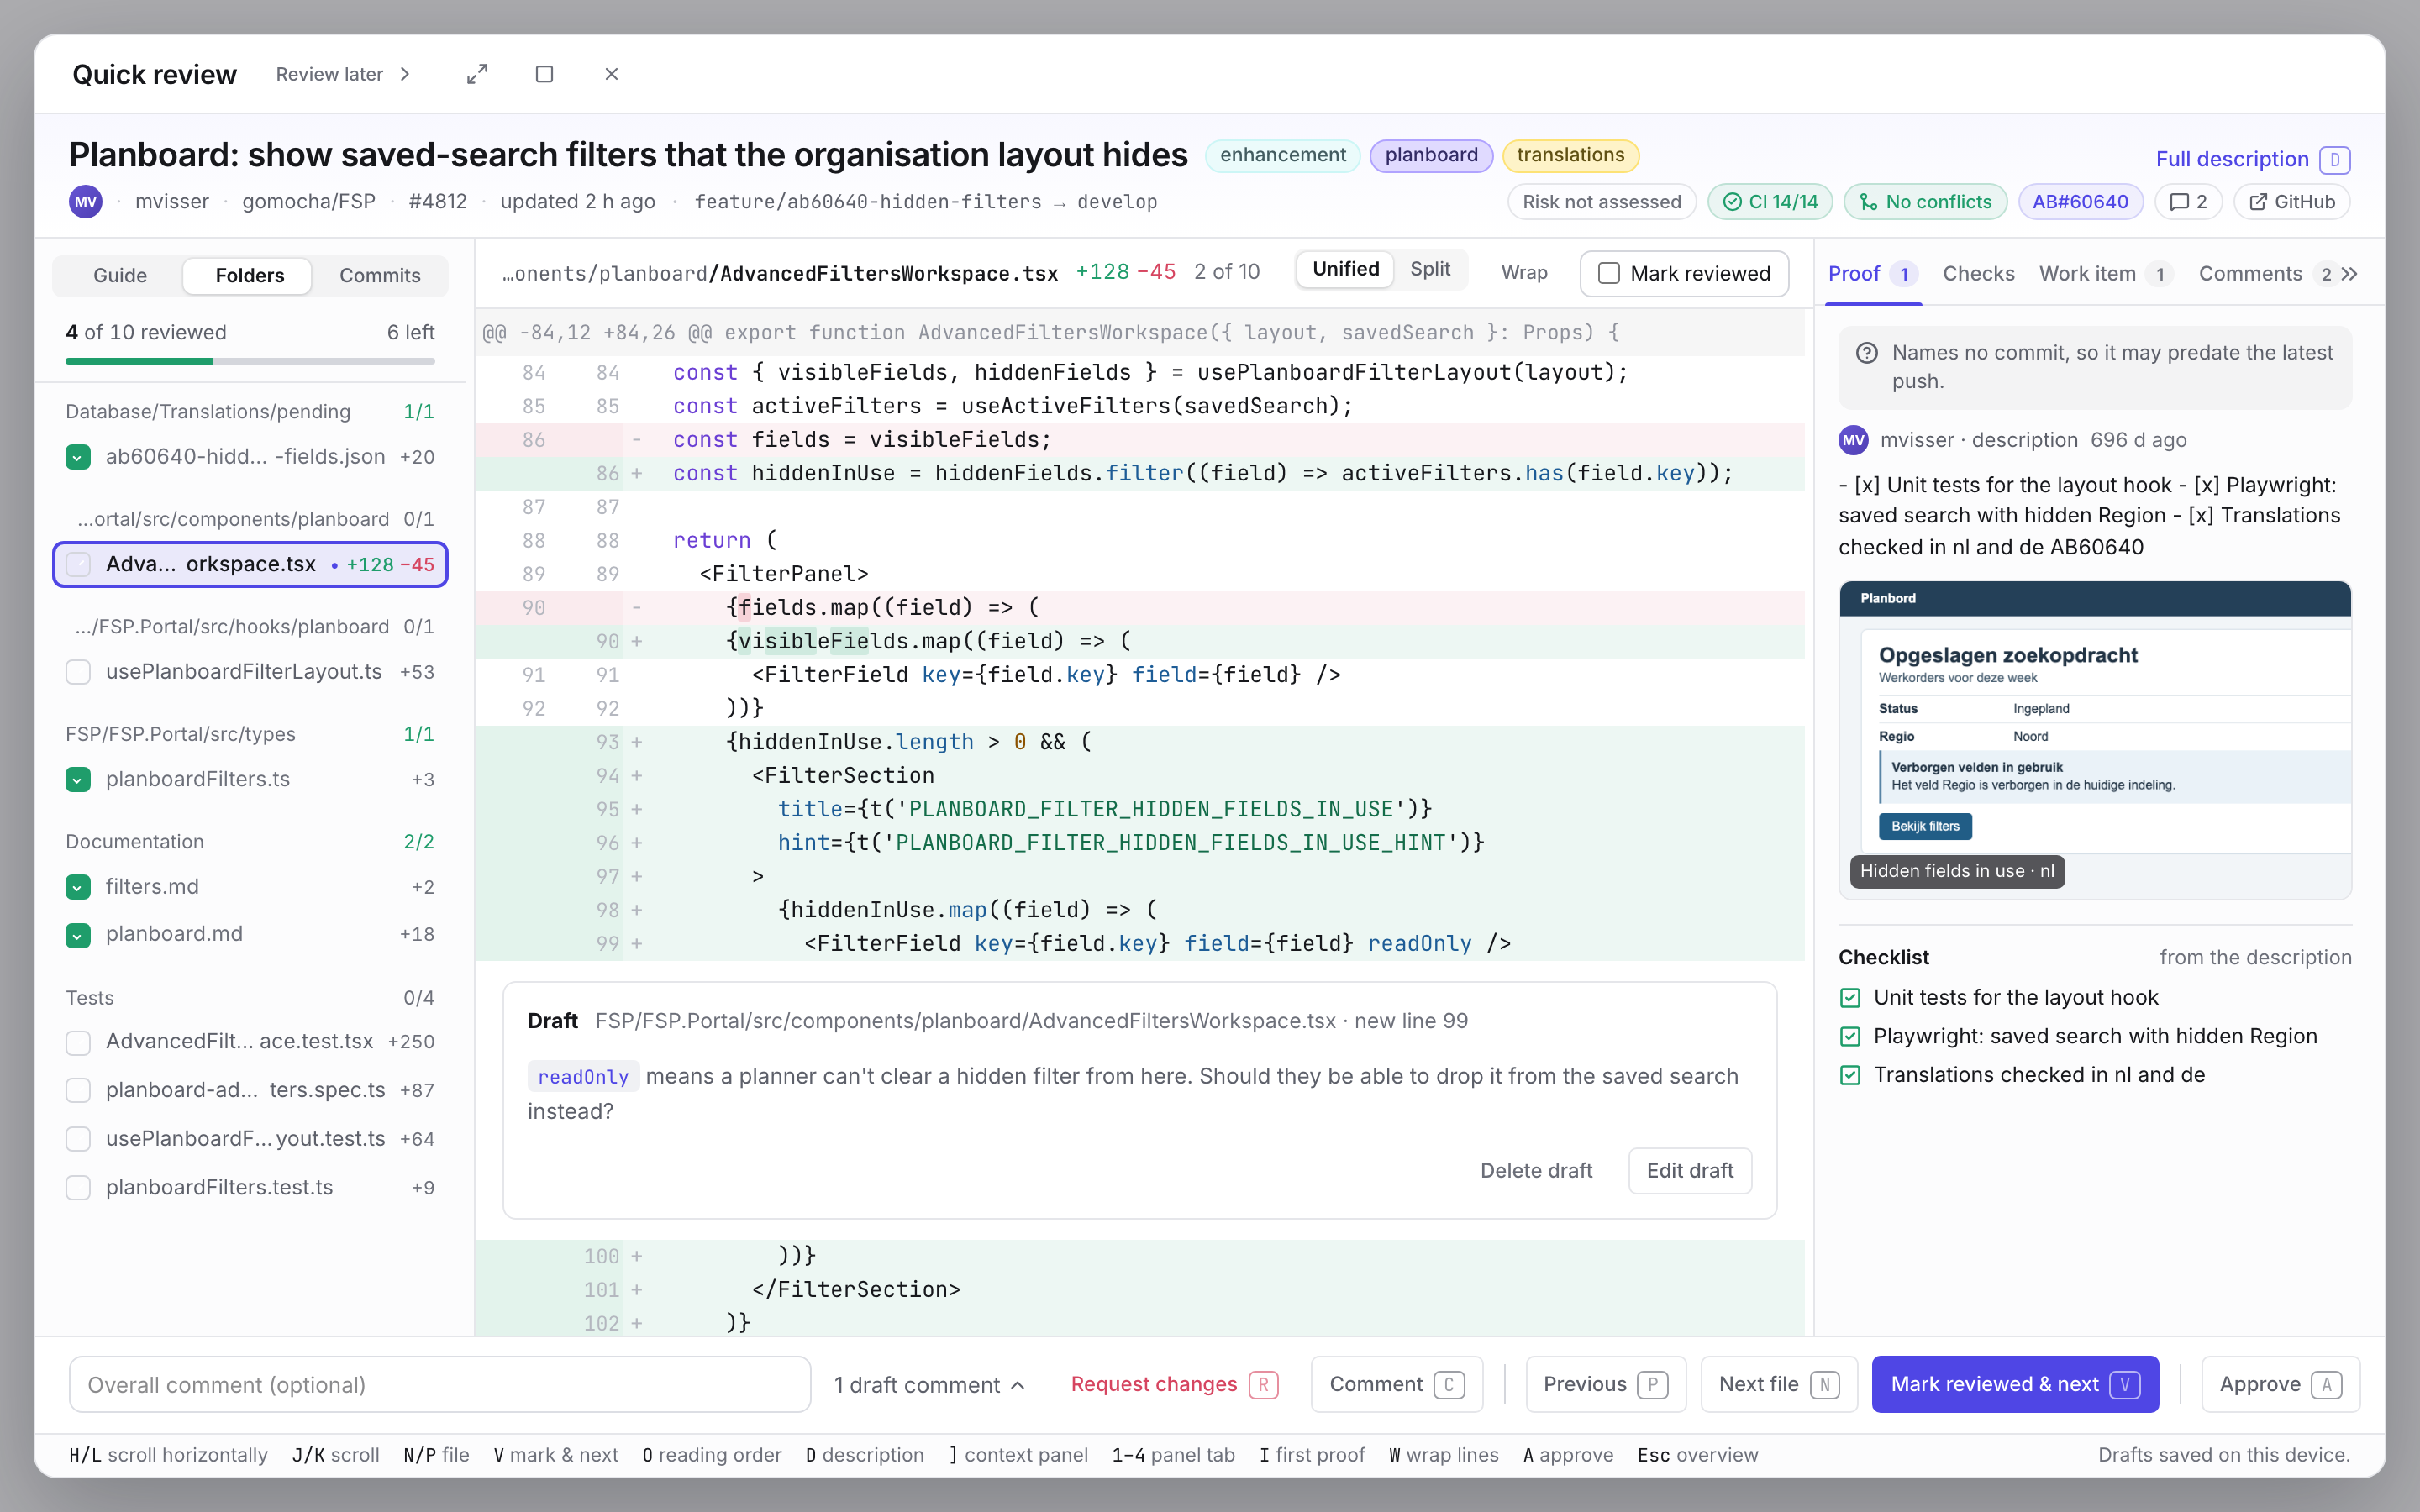 Quick review
Review later
Planboard: show saved-search filters that the organisation layout hides
enhancement planboard translations
Full description D
MV · mvisser · gomocha/FSP · #4812 · updated 2 h ago · feature/ab60640-hidden-filters → develop
Risk not assessed CI 14/14 No conflicts AB#60640 2 GitHub
Guide Folders Commits
4 of 10 reviewed 6 left
Database/Translations/pending 1/1
ab60640-hidd... -fields.json +20
...ortal/src/components/planboard 0/1
Adva... orkspace.tsx • +128 −45
.../FSP.Portal/src/hooks/planboard 0/1
usePlanboardFilterLayout.ts +53
FSP/FSP.Portal/src/types 1/1
planboardFilters.ts +3
Documentation 2/2
filters.md +2
planboard.md +18
Tests 0/4
AdvancedFilt... ace.test.tsx +250
planboard-ad... ters.spec.ts +87
usePlanboardF... yout.test.ts +64
planboardFilters.test.ts +9
…onents/planboard/AdvancedFiltersWorkspace.tsx +128 −45 2 of 10 Unified Split Wrap Mark reviewed
@@ -84,12 +84,26 @@ export function AdvancedFiltersWorkspace({ layout, savedSearch }: Props) {
84 84 const { visibleFields, hiddenFields } = usePlanboardFilterLayout(layout);
85 85 const activeFilters = useActiveFilters(savedSearch);
86 - const fields = visibleFields;
86 + const hiddenInUse = hiddenFields.filter((field) => activeFilters.has(field.key));
87 87
88 88 return (
89 89 <FilterPanel>
90 - {fields.map((field) => (
90 + {visibleFields.map((field) => (
91 91 <FilterField key={field.key} field={field} />
92 92 ))}
93 + {hiddenInUse.length > 0 && (
94 + <FilterSection
95 + title={t('PLANBOARD_FILTER_HIDDEN_FIELDS_IN_USE')}
96 + hint={t('PLANBOARD_FILTER_HIDDEN_FIELDS_IN_USE_HINT')}
97 + >
98 + {hiddenInUse.map((field) => (
99 + <FilterField key={field.key} field={field} readOnly />
Draft FSP/FSP.Portal/src/components/planboard/AdvancedFiltersWorkspace.tsx · new line 99
readOnly means a planner can't clear a hidden filter from here. Should they be able to drop it from the saved search
instead?
Delete draft Edit draft
100 + ))}
101 + </FilterSection>
102 + )}
Proof 1 Checks Work item 1 Comments 2
Names no commit, so it may predate the latest
push.
MV mvisser · description 696 d ago
- [x] Unit tests for the layout hook - [x] Playwright:
saved search with hidden Region - [x] Translations
checked in nl and de AB60640
Planbord
Opgeslagen zoekopdracht
Werkorders voor deze week
Status Ingepland
Regio Noord
Verborgen velden in gebruik
Het veld Regio is verborgen in de huidige indeling.
Bekijk filters
Hidden fields in use · nl
Checklist from the description
Unit tests for the layout hook
Playwright: saved search with hidden Region
Translations checked in nl and de
Overall comment (optional)
1 draft comment
Request changes R
Comment C
Previous P
Next file N
Mark reviewed & next V
Approve A
H/L scroll horizontally J/K scroll N/P file V mark & next O reading order D description ] context panel 1–4 panel tab I first proof W wrap lines A approve Esc overview
Drafts saved on this device.